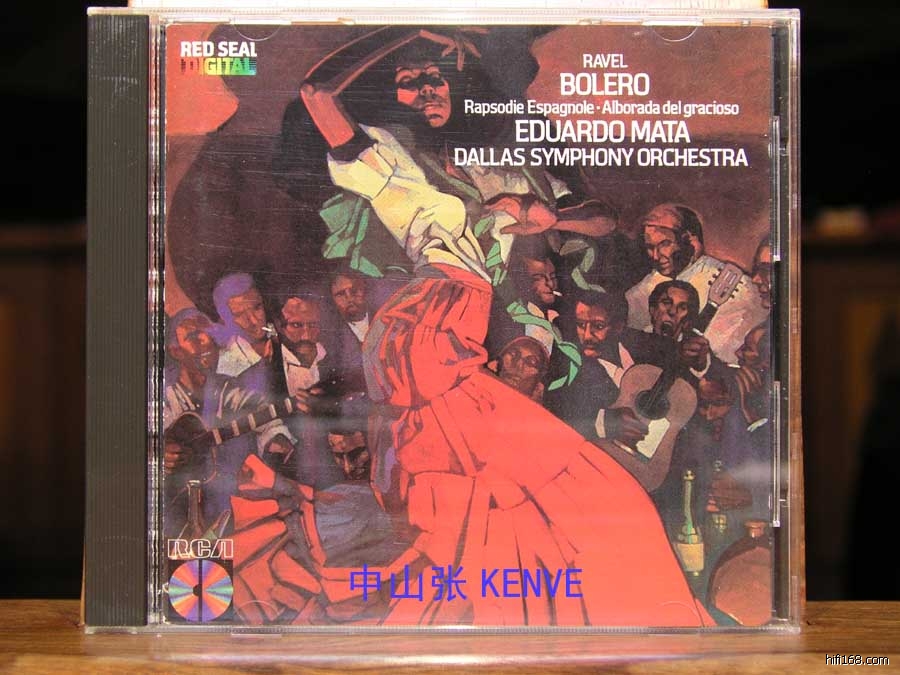 RED SEAL
DIGITAL
RAVEL
BOLERO
Rapsodie Espagnole · Alborada del gracioso
EDUARDO MATA
DALLAS SYMPHONY ORCHESTRA
RCA
中山张 KENVE
hifi168.com